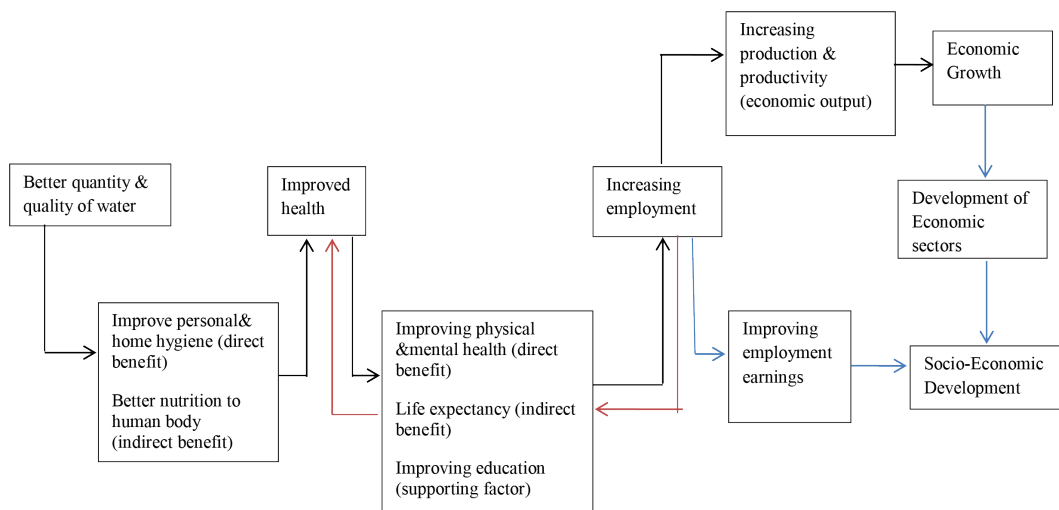 Increasing
production &
productivity
(economic output)
Economic
Growth
Better quantity &
quality of water
Improved
health
Increasing
employment
Development of
Economic
sectors
Improve personal&
home hygiene (direct
benefit)
Better nutrition to
human body
(indirect benefit)
Improving physical
&mental health (direct
benefit)
Life expectancy (indirect
benefit)
Improving education
(supporting factor)
Improving
employment
earnings
Socio-Economic
Development